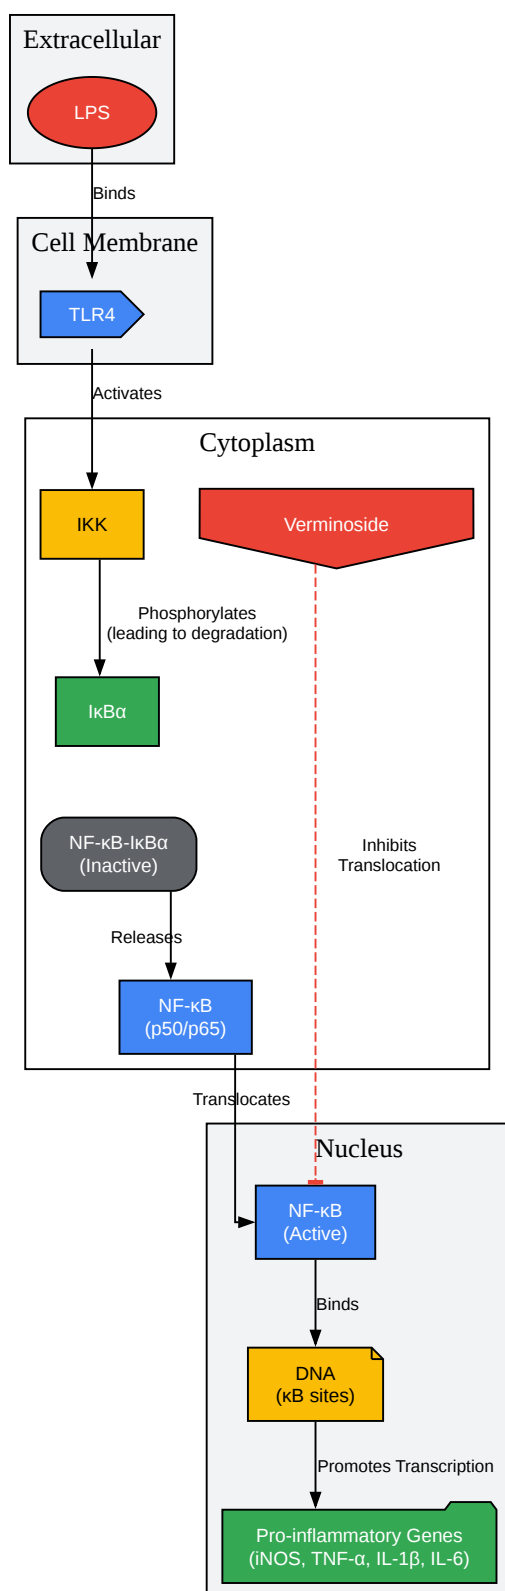 Extracellular
LPS
Binds
Cell Membrane
TLR4
Activates
Cytoplasm
IKK
Verminoside
Phosphorylates
(leading to degradation)
IκBα
NF-κB-IκBα
(Inactive)
Inhibits
Translocation
Releases
NF-κB
(p50/p65)
Translocates
Nucleus
NF-κB
(Active)
Binds
DNA
(κB sites)
Promotes Transcription
Pro-inflammatory Genes
(iNOS, TNF-α, IL-1β, IL-6)